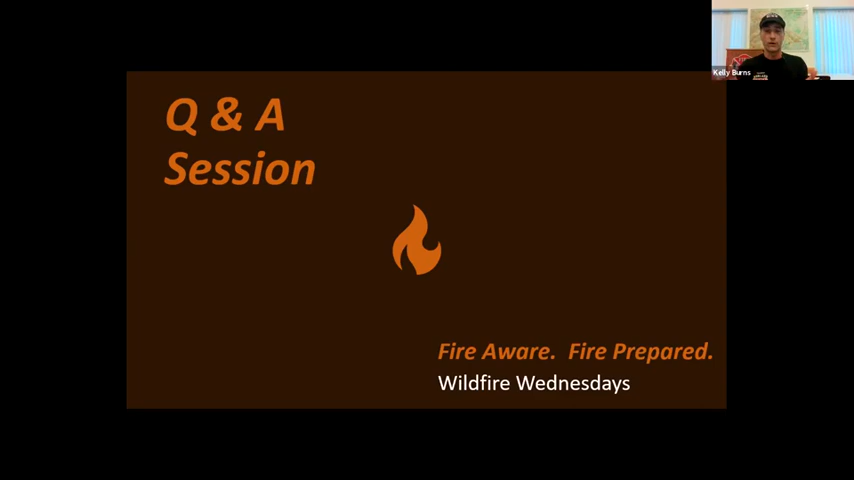 Kelly Burns
Q & A
Session
Fire Aware.  Fire Prepared.
Wildfire Wednesdays